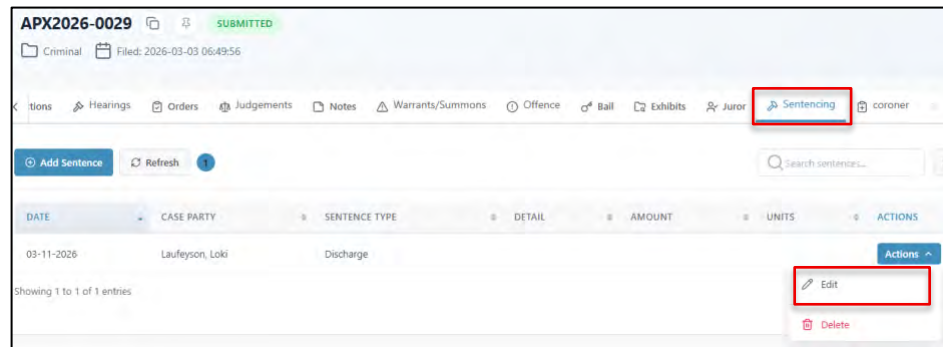 APX2026-0029 SUBMITTED
Criminal Filed: 2026-03-03 06:49:56
tions Hearings Orders Judgements Notes Warrants/Summons Offence Bail Exhibits Juror Sentencing coroner
Add Sentence Refresh 1 Search sentences...
DATE CASE PARTY SENTENCE TYPE DETAIL AMOUNT UNITS ACTIONS
03-11-2026 Laufeyson, Loki Discharge Actions
Edit
Showing 1 to 1 of 1 entries
Delete